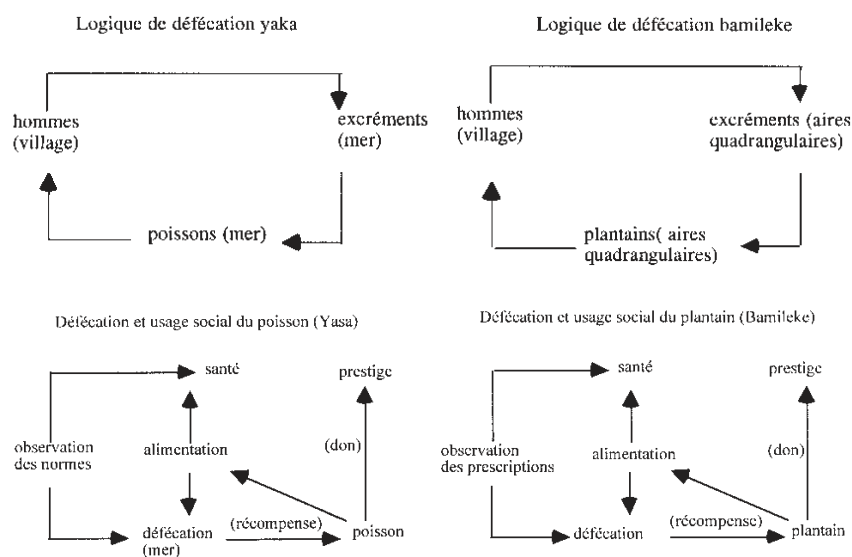 Logique de défécation yaka
hommes
(village)
excréments
(mer)
poissons (mer)
Logique de défécation bamileke
hommes
(village)
excréments (aires
quadrangulaires)
plantains( aires
quadrangulaires)
Défécation et usage social du poisson (Yasa)
santé
prestige
observation
des normes
alimentation
(don)
défécation
(mer)
(récompense)
poisson
Défécation et usage social du plantain (Bamileke)
santé
prestige
observation
des prescriptions
alimentation
(don)
défécation
(récompense)
plantain